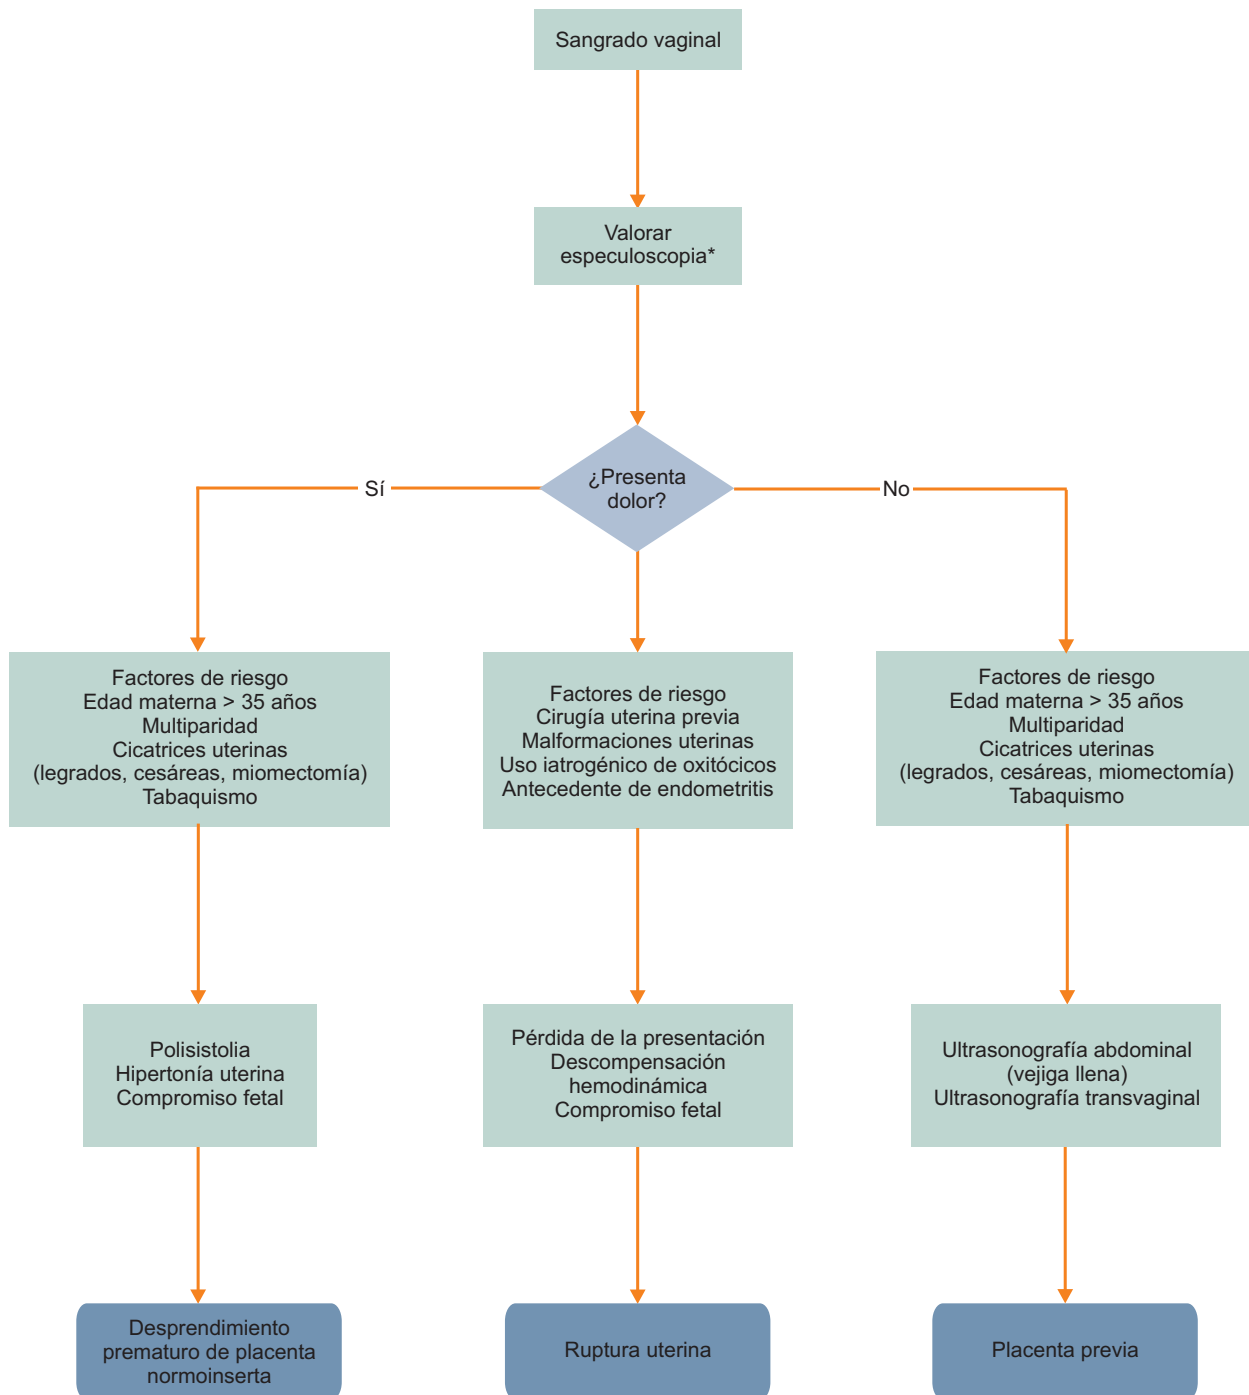 Sangrado vaginal
Valorar
especuloscopia*
¿Presenta
dolor?
Sí
No
Factores de riesgo
Edad materna > 35 años
Multiparidad
Cicatrices uterinas
(legrados, cesáreas, miomectomía)
Tabaquismo
Factores de riesgo
Cirugía uterina previa
Malformaciones uterinas
Uso iatrogénico de oxitócicos
Antecedente de endometritis
Factores de riesgo
Edad materna > 35 años
Multiparidad
Cicatrices uterinas
(legrados, cesáreas, miomectomía)
Tabaquismo
Polisistolia
Hipertonía uterina
Compromiso fetal
Pérdida de la presentación
Descompensación
hemodinámica
Compromiso fetal
Ultrasonografía abdominal
(vejiga llena)
Ultrasonografía transvaginal
Desprendimiento
prematuro de placenta
normoinserta
Ruptura uterina
Placenta previa